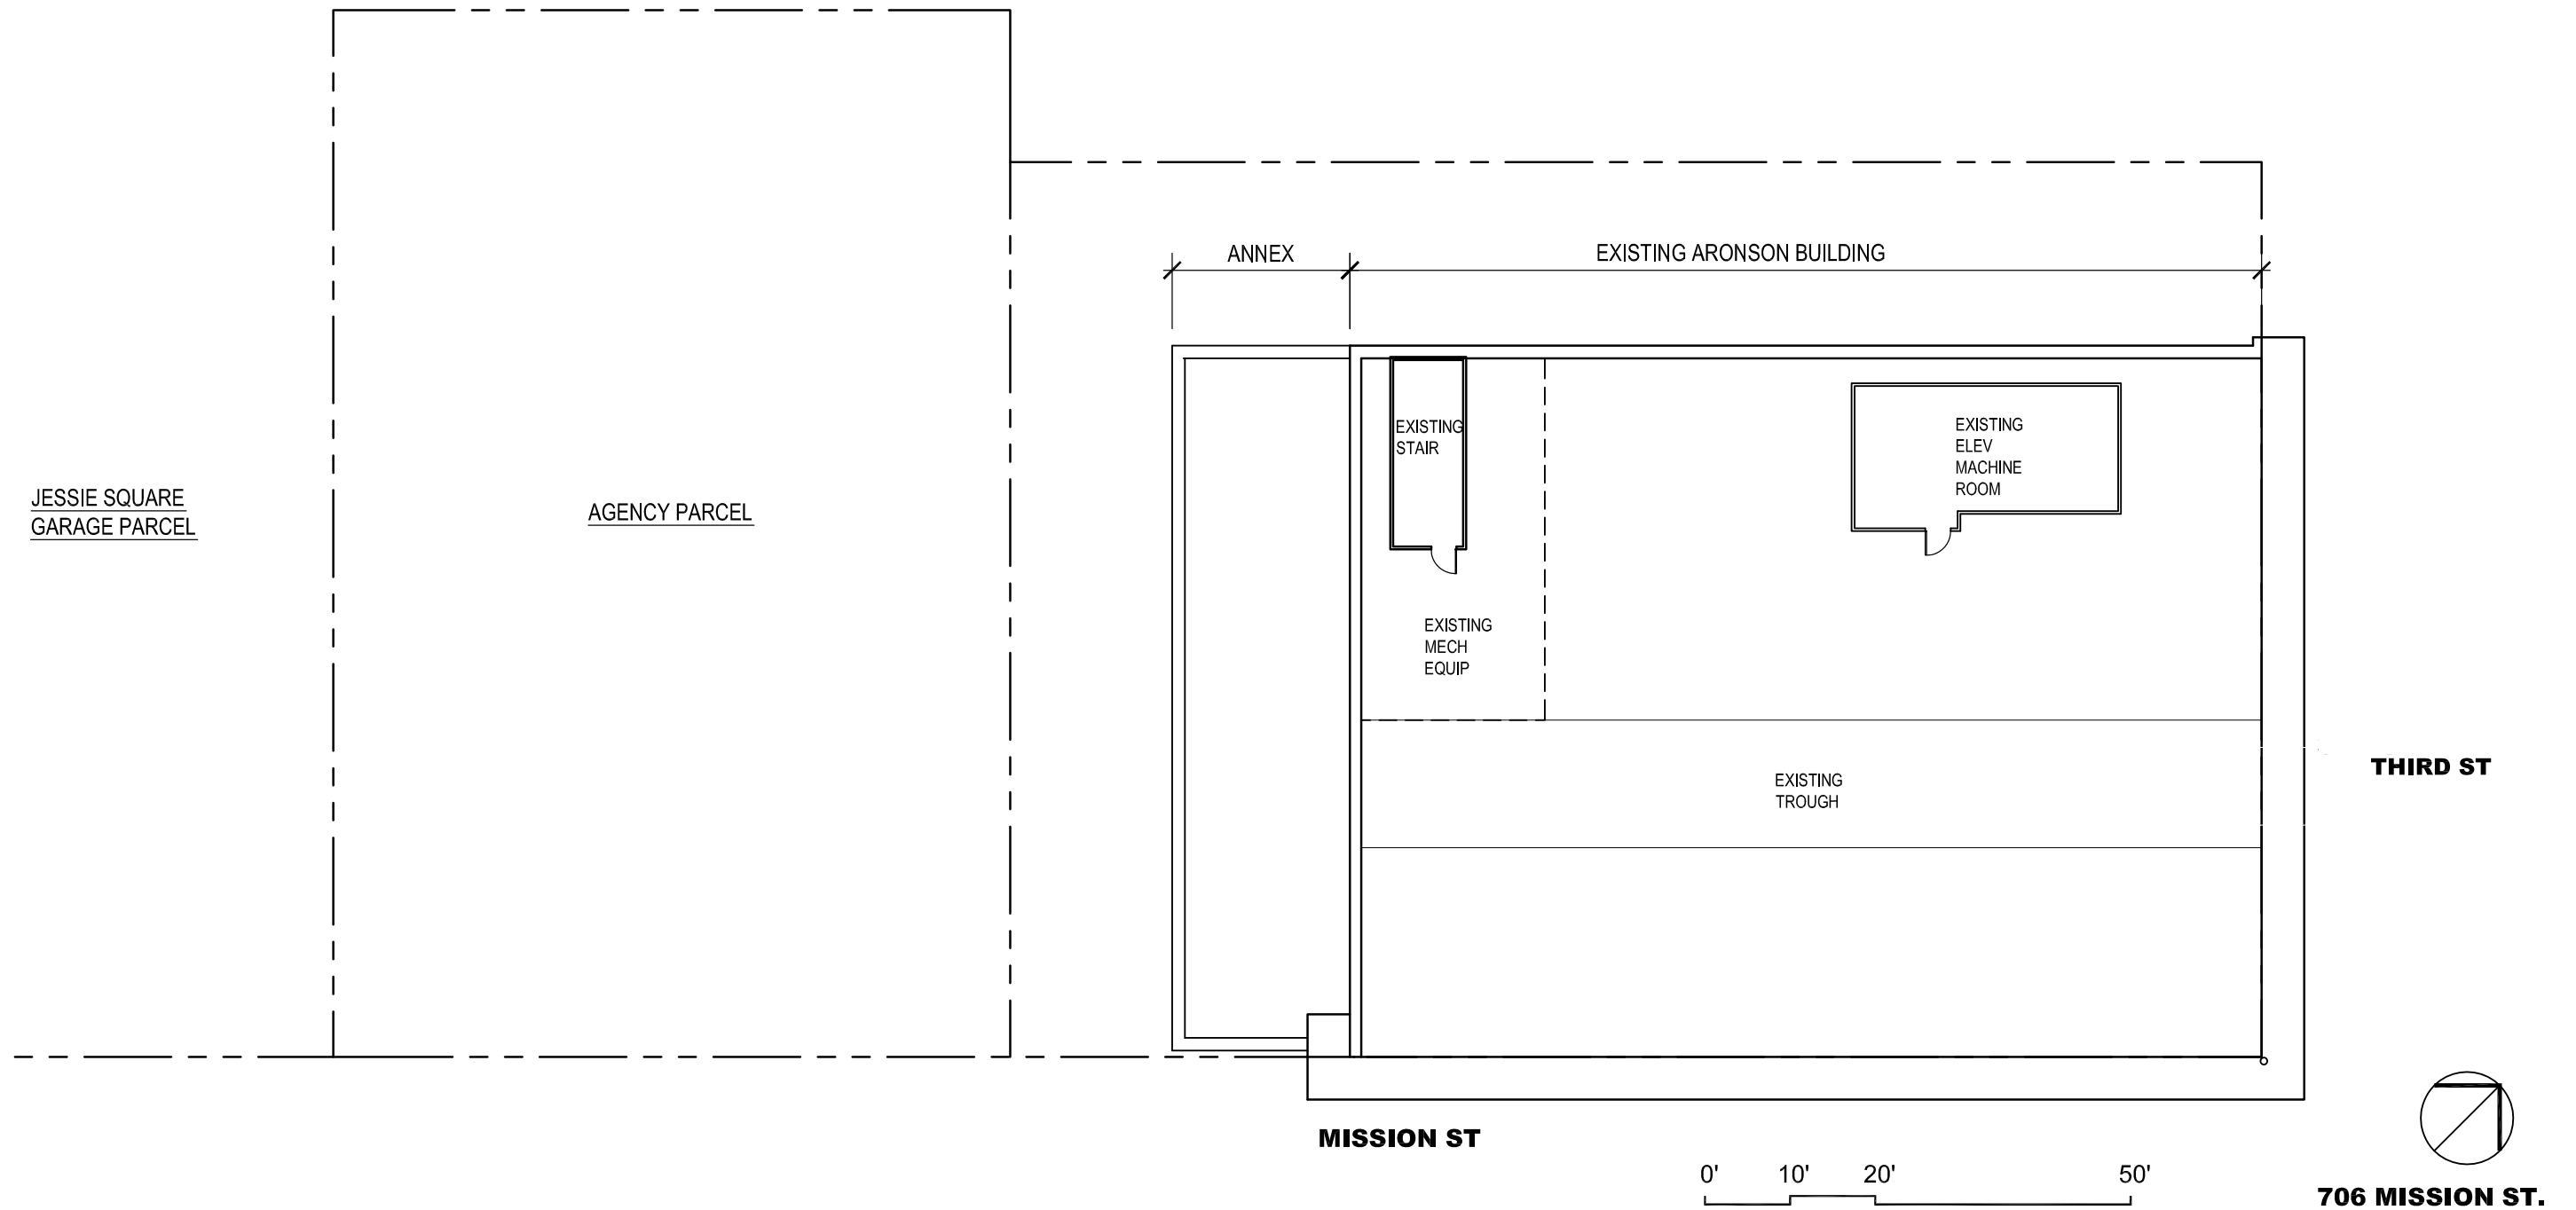 ANNEX
EXISTING ARONSON BUILDING
EXISTING
STAIR
EXISTING
ELEV
MACHINE
ROOM
JESSIE SQUARE
GARAGE PARCEL
AGENCY PARCEL
EXISTING
MECH
EQUIP
EXISTING
TROUGH
THIRD ST
MISSION ST
0' 10' 20' 50'
706 MISSION ST.